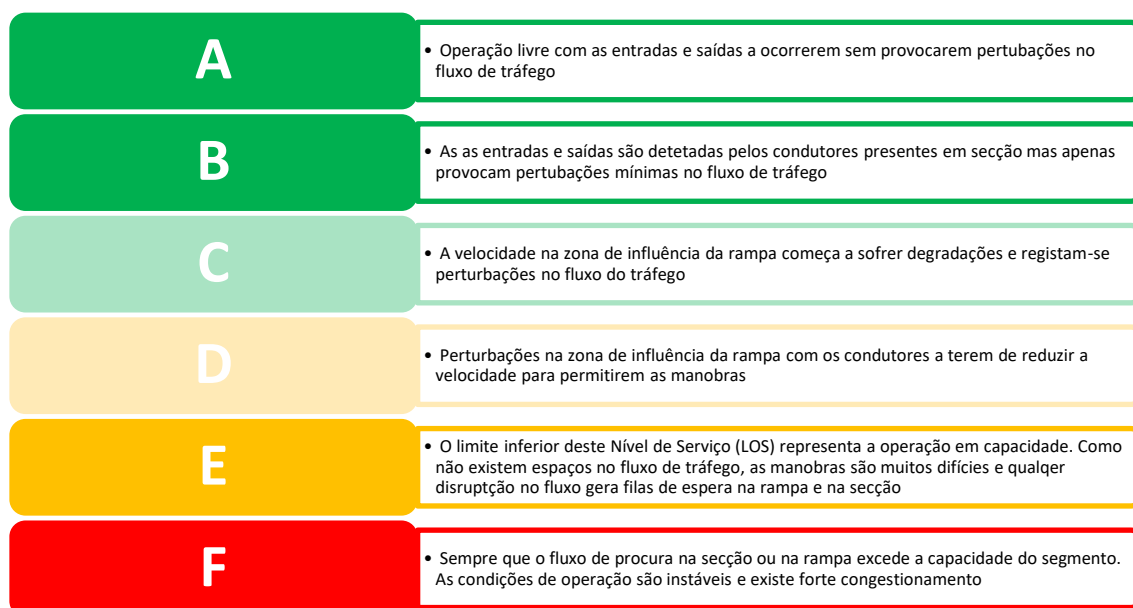 A
• Operação livre com as entradas e saídas a ocorrerem sem provocarem pertubações no
fluxo de tráfego
B
• As as entradas e saídas são detetadas pelos condutores presentes em secção mas apenas
provocam pertubações mínimas no fluxo de tráfego
C
• A velocidade na zona de influência da rampa começa a sofrer degradações e registam-se
perturbações no fluxo do tráfego
D
• Perturbações na zona de influência da rampa com os condutores a terem de reduzir a
velocidade para permitirem as manobras
E
• O limite inferior deste Nível de Serviço (LOS) representa a operação em capacidade. Como
não existem espaços no fluxo de tráfego, as manobras são muitos difícies e qualqer
disruptção no fluxo gera filas de espera na rampa e na secção
F
• Sempre que o fluxo de procura na secção ou na rampa excede a capacidade do segmento.
As condições de operação são instáveis e existe forte congestionamento